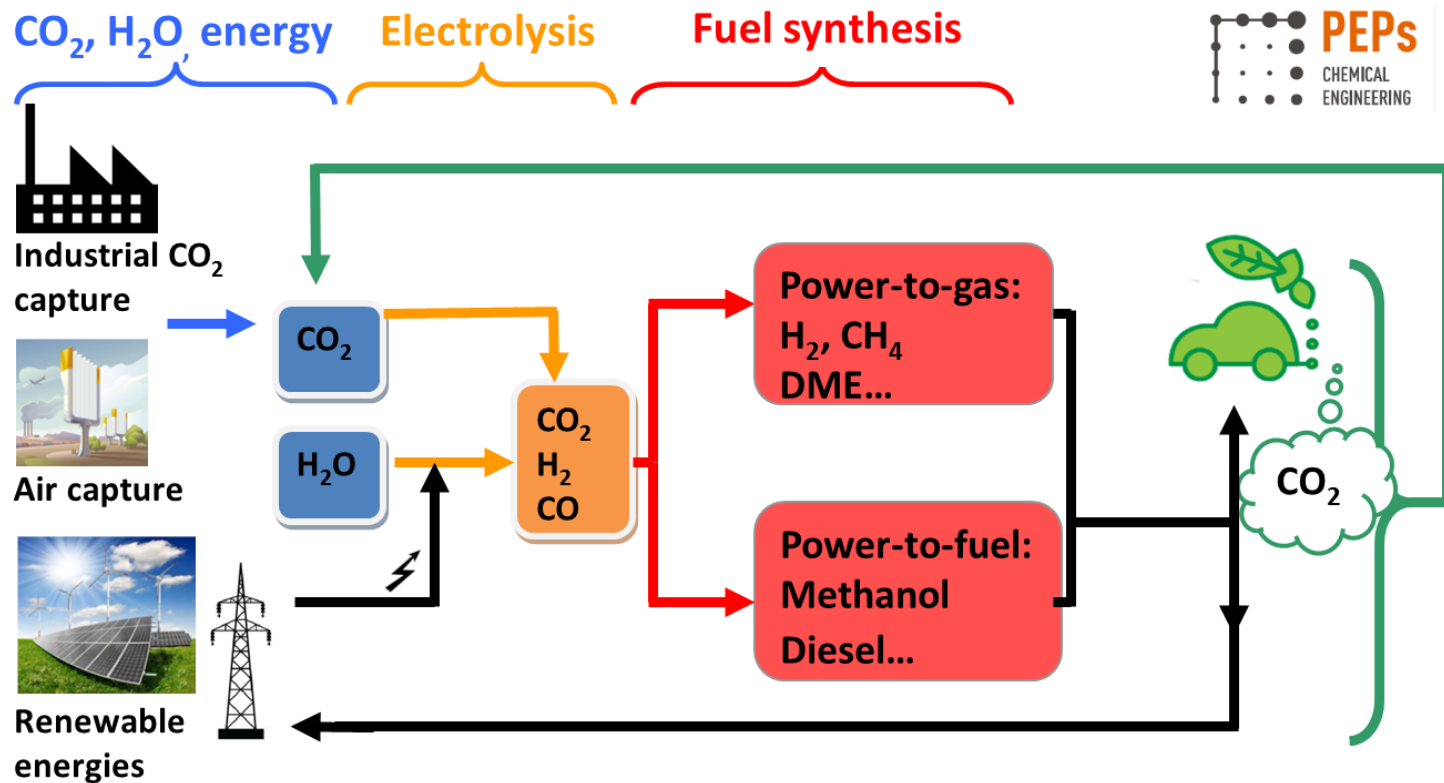 CO₂, H₂O, energy
Electrolysis
Fuel synthesis
PEPs
CHEMICAL
ENGINEERING
Industrial CO₂
capture
Air capture
Renewable
energies
CO₂
H₂O
CO₂
H₂
CO
Power-to-gas:
H₂, CH₄
DME...
Power-to-fuel:
Methanol
Diesel...
CO₂